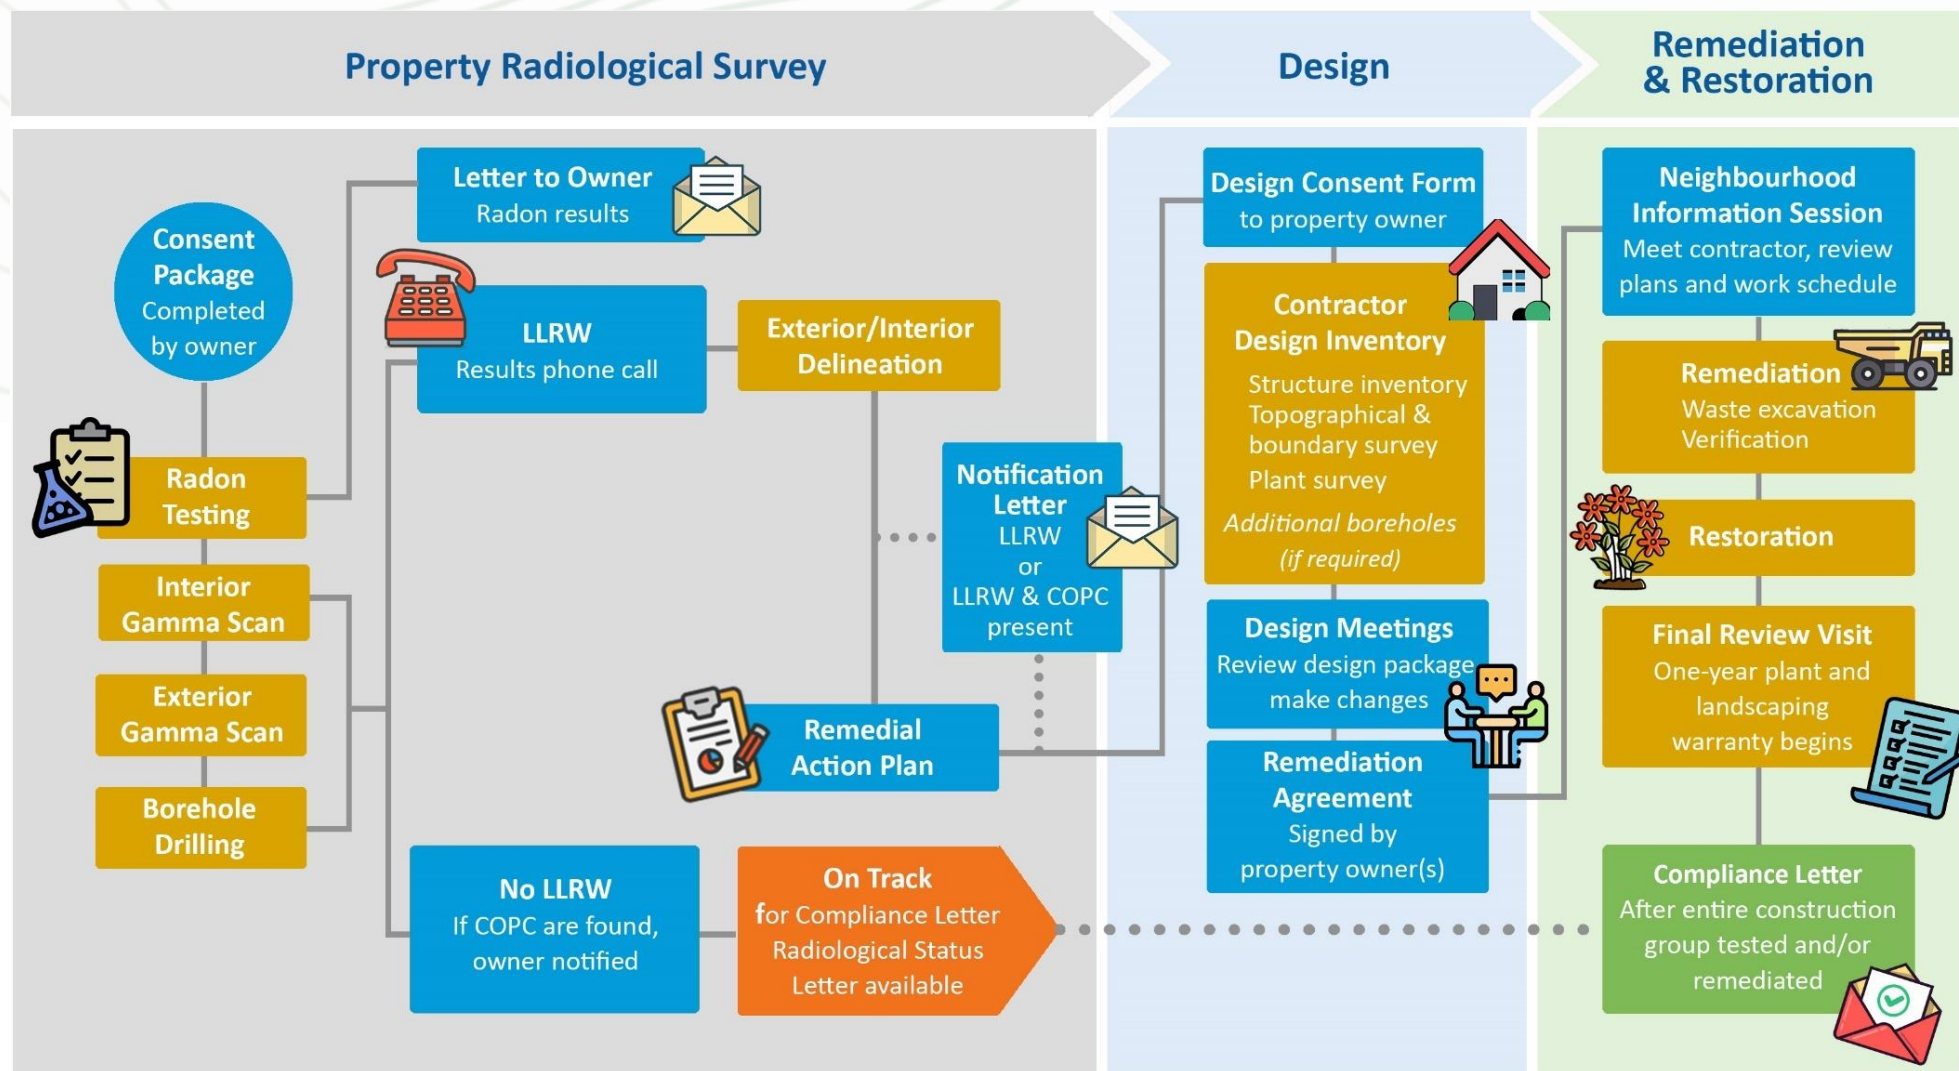 Property Radiological Survey
Design
Remediation
& Restoration
Consent
Package
Completed
by owner
Radon
Testing
Interior
Gamma Scan
Exterior
Gamma Scan
Borehole
Drilling
Letter to Owner
Radon results
LLRW
Results phone call
Exterior/Interior
Delineation
Notification
Letter
LLRW
or
LLRW & COPC
present
Remedial
Action Plan
No LLRW
If COPC are found,
owner notified
On Track
for Compliance Letter
Radiological Status
Letter available
Design Consent Form
to property owner
Contractor
Design Inventory
Structure inventory
Topographical &
boundary survey
Plant survey
Additional boreholes
(if required)
Design Meetings
Review design package
make changes
Remediation
Agreement
Signed by
property owner(s)
Neighbourhood
Information Session
Meet contractor, review
plans and work schedule
Remediation
Waste excavation
Verification
Restoration
Final Review Visit
One-year plant and
landscaping
warranty begins
Compliance Letter
After entire construction
group tested and/or
remediated